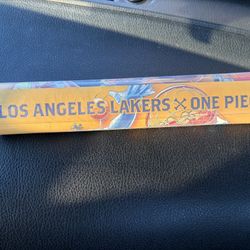 LOS ANGELES LAKERS X ONE PIE